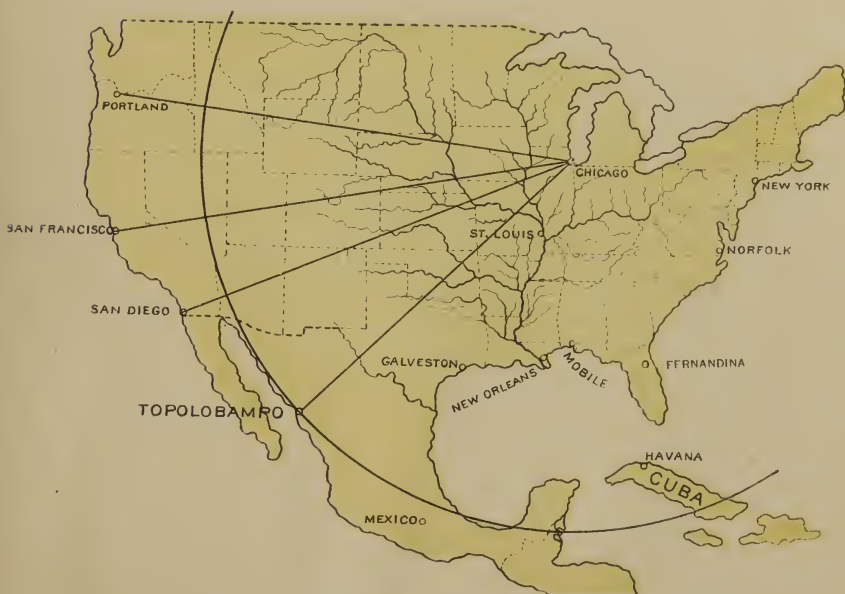 PORTLAND
CHICAGO
NEW YORK
SAN FRANCISCO
ST. LOUIS
NORFOLK
SAN DIEGO
GALVESTON
NEW ORLEANS
MOBILE
FERNANDINA
TOPOLOBAMPO
HAVANA
CUBA
MEXICO